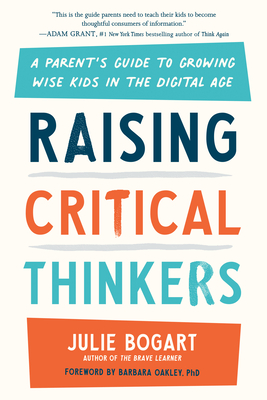 "This is the guide parents need to teach their kids to become
thoughtful consumers of information."
—ADAM GRANT, #1 New York Times bestselling author of Think Again
A PARENT'S GUIDE TO GROWING
WISE KIDS IN THE DIGITAL AGE
RAISING
CRITICAL
THINKERS
JULIE BOGART
AUTHOR OF THE BRAVE LEARNER
FOREWORD BY BARBARA OAKLEY, PhD